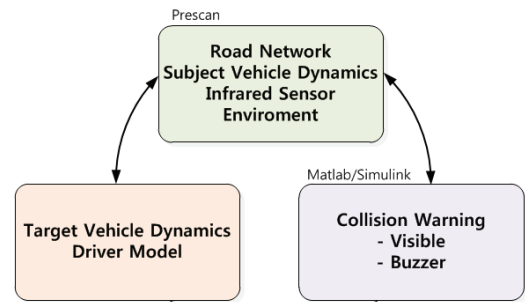 Prescan
Road Network
Subject Vehicle Dynamics
Infrared Sensor
Enviroment
Matlab/Simulink
Target Vehicle Dynamics
Driver Model
Collision Warning
- Visible
- Buzzer